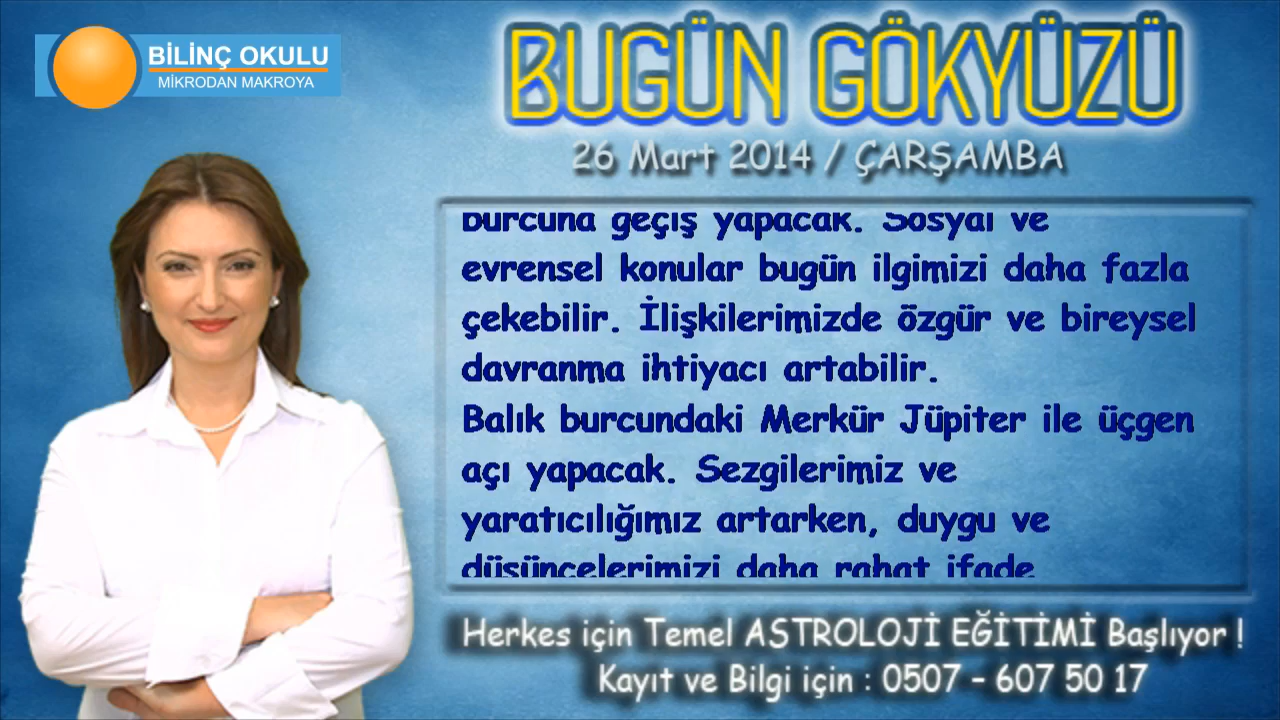 BİLİNÇ OKULU
MİKRODAN MAKROYA
BUGÜN GÖKYÜZÜ
26 Mart 2014 / ÇARŞAMBA
burcuna geçiş yapacak. Sosyal ve
evrensel konular bugün ilgimizi daha fazla
çekebilir. İlişkilerimizde özgür ve bireysel
davranma ihtiyacı artabilir.
Balık burcundaki Merkür Jüpiter ile üçgen
açı yapacak. Sezgilerimiz ve
yaratıcılığımız artarken, duygu ve
düşüncelerimizi daha rahat ifade
Herkes için Temel ASTROLOJİ EĞİTİMİ Başlıyor !
Kayıt ve Bilgi için : 0507 – 607 50 17